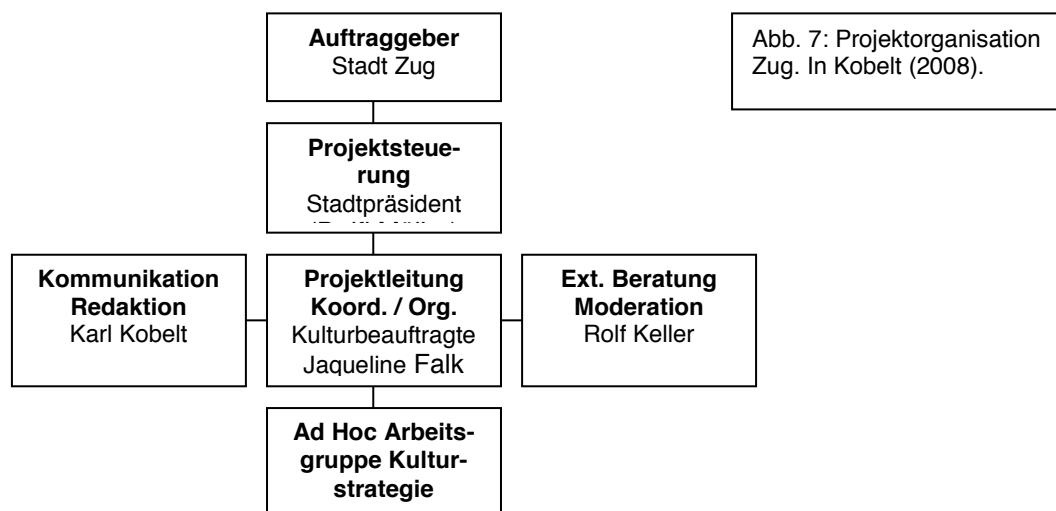 Auftraggeber
Stadt Zug
Abb. 7: Projektorganisation
Zug. In Kobelt (2008).
Projektsteue-
rung
Stadtpräsident
Kommunikation
Redaktion
Karl Kobelt
Projektleitung
Koord. / Org.
Kulturbeauftragte
Jaqueline Falk
Ext. Beratung
Moderation
Rolf Keller
Ad Hoc Arbeits-
gruppe Kultur-
strategie